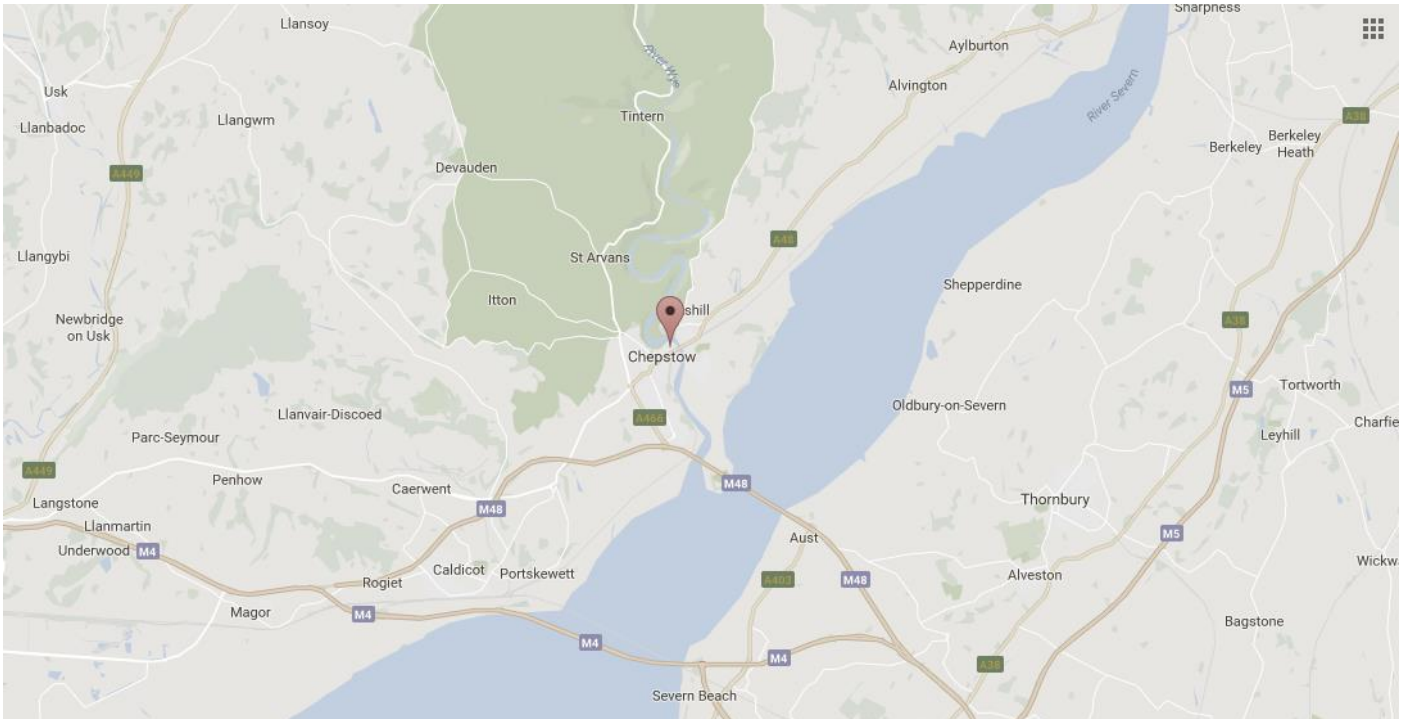 Sharpness
Llansoy
Aylburton
River Wye
Alvington
River Severn
Usk
Tintern
A38
Llanbadoc
Llangwm
Berkeley
Berkeley
Heath
Devauden
A449
A48
Llangybi
St Arvans
Shepperdine
Itton
shill
Newbridge
on Usk
A38
Chepstow
M5
Tortworth
Oldbury-on-Severn
Llanvair-Discoed
A466
Charfie
Parc-Seymour
Leyhill
A449
Penhow
Caerwent
M48
Langstone
M48
Thornbury
Llanmartin
Underwood
M4
Aust
M5
Wickw
Caldicot
Portskewett
Rogiet
A403
M48
Alveston
Magor
M4
M4
Bagstone
M4
A38
Severn Beach